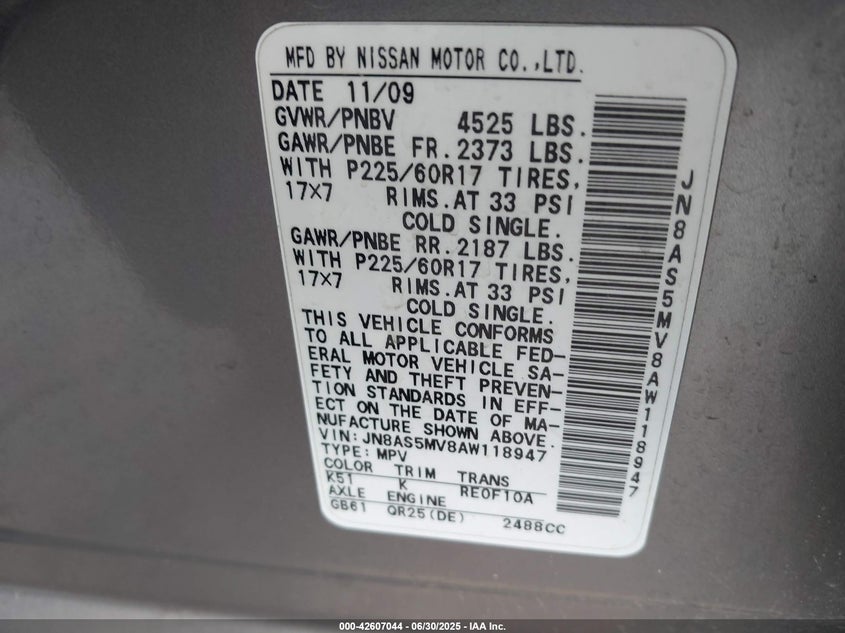 MFD BY NISSAN MOTOR CO.,LTD.
DATE 11/09
GVWR/PNBV 4525 LBS.
GAWR/PNBE FR. 2373 LBS.
WITH P225/60R17 TIRES,
17X7 RIMS. AT 33 PSI
COLD SINGLE.
GAWR/PNBE RR. 2187 LBS.
WITH P225/60R17 TIRES,
17X7 RIMS. AT 33 PSI
COLD SINGLE.
THIS VEHICLE CONFORMS
TO ALL APPLICABLE FED-
ERAL MOTOR VEHICLE SA-
FETY AND THEFT PREVEN-
TION STANDARDS IN EFF-
ECT ON THE DATE OF MA-
NUFACTURE SHOWN ABOVE.
VIN: JN8AS5MV8AW118947
TYPE: MPV
COLOR TRIM TRANS
K51 K RE0F10A
AXLE ENGINE
GB61 QR25(DE) 2488CC
JN8AS5MV8AW118947
000-42607044 - 06/30/2025 - IAA Inc.